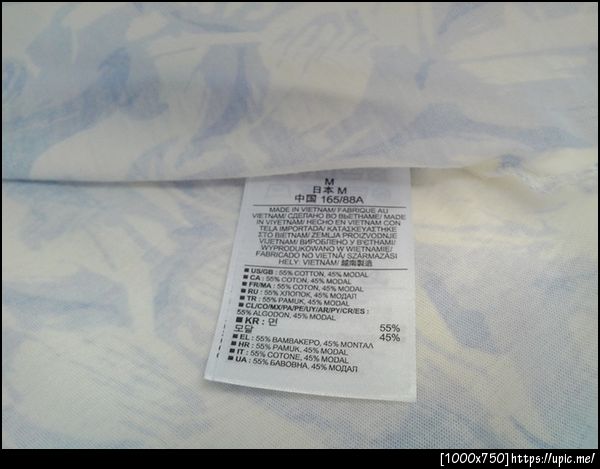 M
日本 M
中国 165/88A
MADE IN VIETNAM/ FABRIQUE AU
VIETNAM/ СДЕЛАНО ВО ВЬЕТНАМЕ/ MADE
IN VIYETNAM/ HECHO EN VIETNAM CON
TELA IMPORTADA/ ΚΑΤΑΣΚΕΥΑΣΤΗΚΕ
ΣΤΟ ΒΙΕΤΝΑΜ/ ZEMLJA PROIZVODNJE
VIJETNAM/ ВИРОБЛЕНО У В'ЄТНАМІ/
WYPRODUKOWANO W WIETNAMIE/
FABRICADO NO VIETNÃ/ SZÁRMAZÁSI
HELY: VIETNÁM/ 越南製造
■ US/GB : 55% COTTON, 45% MODAL
■ CA : 55% COTON, 45% MODAL
■ FR/MA : 55% COTON, 45% MODAL
■ RU : 55% ХЛОПОК, 45% МОДАЛ
■ TR : 55% PAMUK, 45% MODAL
■ CL/CO/MX/PA/PE/UY/AR/PY/CR/ES :
55% ALGODON, 45% MODAL
■ KR : 면 55%
모달 45%
■ EL : 55% ΒΑΜΒΑΚΕΡΟ, 45% ΜΟΝΤΑΛ
■ HR : 55% PAMUK, 45% MODAL
■ IT : 55% COTONE, 45% MODAL
■ UA : 55% БАВОВНА, 45% МОДАЛ
[1000x750]https://upic.me/